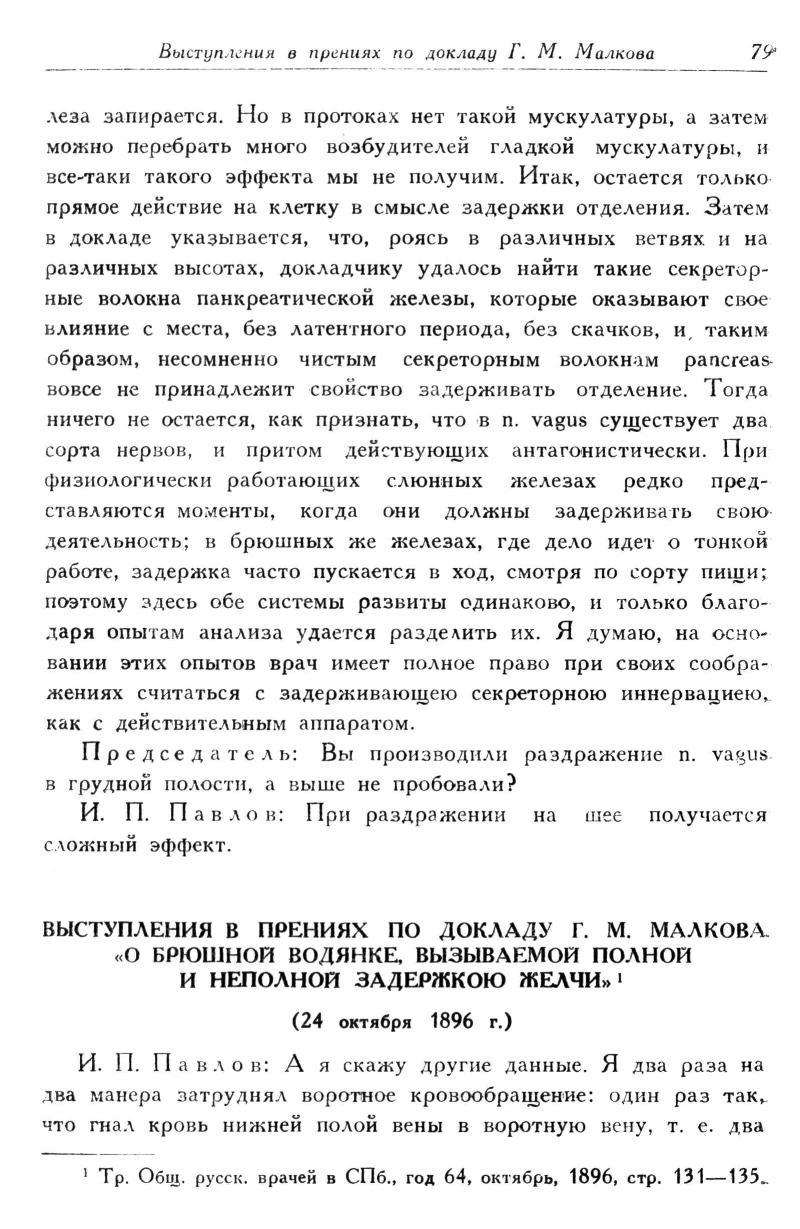 Выступления в прениях по докладу Г. М. Малкова 79
леза запирается. Но в протоках нет такой мускулатуры, а затем
можно перебрать много возбудителей гладкой мускулатуры, и
все-таки такого эффекта мы не получим. Итак, остается только
прямое действие на клетку в смысле задержки отделения. Затем
в докладе указывается, что, роясь в различных ветвях и на
различных высотах, докладчику удалось найти такие секретор-
ные волокна панкреатической железы, которые оказывают свое
влияние с места, без латентного периода, без скачков, и, таким
образом, несомненно чистым секреторным волокнам pancreas
вовсе не принадлежит свойство задерживать отделение. Тогда
ничего не остается, как признать, что в n. vagus существует два
сорта нервов, и притом действующих антагонистически. При
физиологически работающих слюнных железах редко пред-
ставляются моменты, когда они должны задерживать свою
деятельность; в брюшных же железах, где дело идет о тонкой
работе, задержка часто пускается в ход, смотря по сорту пищи;
поэтому здесь обе системы развиты одинаково, и только благо-
даря опытам анализа удается разделить их. Я думаю, на осно-
вании этих опытов врач имеет полное право при своих сообра-
жениях считаться с задерживающею секреторною иннервациею,
как с действительным аппаратом.
Председатель: Вы производили раздражение n. vagus
в грудной полости, а выше не пробовали?
И. П. Павлов: При раздражении на шее получается
сложный эффект.
ВЫСТУПЛЕНИЯ В ПРЕНИЯХ ПО ДОКЛАДУ Г. М. МАЛКОВА
«О БРЮШНОЙ ВОДЯНКЕ, ВЫЗЫВАЕМОЙ ПОЛНОЙ
И НЕПОЛНОЙ ЗАДЕРЖКОЮ ЖЕЛЧИ» 1
(24 октября 1896 г.)
И. П. Павлов: А я скажу другие данные. Я два раза на
два манера затруднял воротное кровообращение: один раз так,
что гнал кровь нижней полой вены в воротную вену, т. е. два
1 Тр. Общ. русск. врачей в СПб., год 64, октябрь, 1896, стр. 131—135.